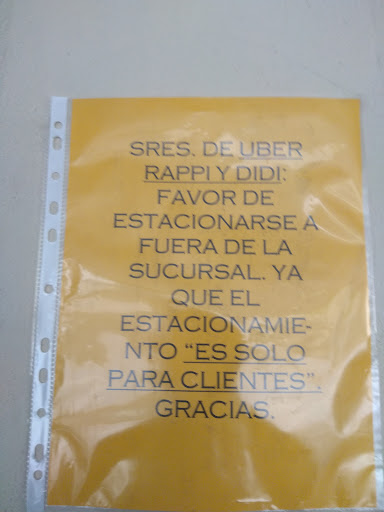 SRES. DE UBER
RAPPI Y DIDI:
FAVOR DE
ESTACIONARSE A
FUERA DE LA
SUCURSAL. YA
QUE EL
ESTACIONAMIE-
NTO "ES SOLO
PARA CLIENTES".
GRACIAS.